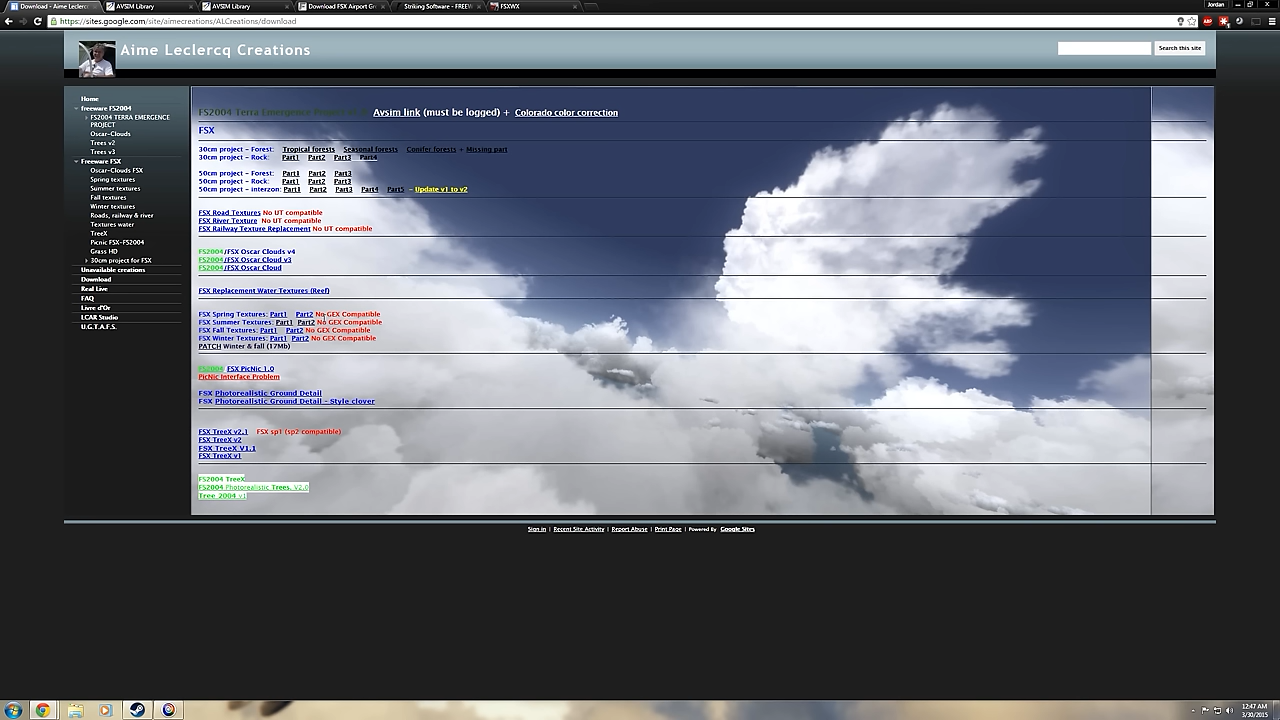 Download - Aime Leclerc
AVSIM Library
AVSIM Library
Download FSX Airport Gr
Striking Software - FREEW
FSXWX
Jordan
https://sites.google.com/site/aimecreations/ALCreations/download
Aime Leclercq Creations
Search this site
Home
freeware FS2004
FS2004 TERRA EMERGENCE
PROJECT
Oscar-Clouds
Trees v2
Trees v3
Freeware FSX
Oscar-Clouds FSX
Spring textures
Summer textures
Fall textures
Winter textures
Roads, railway & river
Textures water
TreeX
Picnic FSX-FS2004
Grass HD
30cm project for FSX
Unavailable creations
Download
Real Live
FAQ
Livre d'Or
LCAR Studio
U.G.T.A.F.S.
FS2004 Terra Emergence Avsim link (must be logged) + Colorado color correction
FSX
30cm project - Forest: Tropical forests Seasonal forests Conifer forests + Missing part
30cm project - Rock: Part1 Part2 Part3 Part4
50cm project - Forest: Part1 Part2 Part3
50cm project - Rock: Part1 Part2 Part3
50cm project - interzon: Part1 Part2 Part3 Part4 Part5 - Update v1 to v2
FSX Road Textures No UT compatible
FSX River Texture No UT compatible
FSX Railway Texture Replacement No UT compatible
FS2004/FSX Oscar Clouds v4
FS2004/FSX Oscar Cloud v3
FS2004/FSX Oscar Cloud
FSX Replacement Water Textures (Reef)
FSX Spring Textures: Part1 Part2 No GEX Compatible
FSX Summer Textures: Part1 Part2 No GEX Compatible
FSX Fall Textures: Part1 Part2 No GEX Compatible
FSX Winter Textures: Part1 Part2 No GEX Compatible
PATCH Winter & fall (17Mb)
FS2004/ FSX PicNic 1.0
PicNic Interface Problem
FSX Photorealistic Ground Detail
FSX Photorealistic Ground Detail - Style clover
FSX TreeX v2.1 FSX sp1 (sp2 compatible)
FSX TreeX v2
FSX TreeX V1.1
FSX TreeX v1
FS2004 TreeX
FS2004 Photorealistic Trees. V2.0
Tree 2004 v1
Sign in | Recent Site Activity | Report Abuse | Print Page | Powered By Google Sites
12:47 AM
3/30/2015